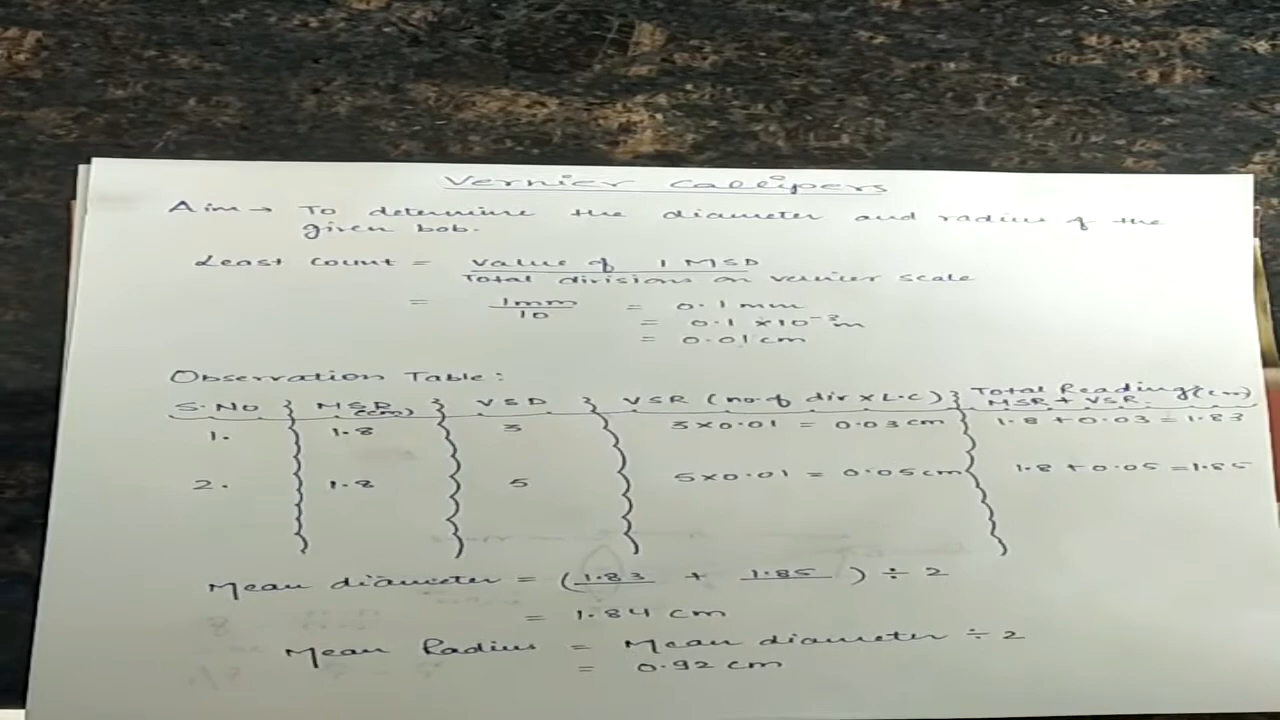 Vernier Callipers
Aim → To determine the diameter and radius of the
given bob.
Least Count = Value of 1 MSD
Total divisions on vernier scale
= 1mm
10
= 0.1 mm
= 0.1 × 10⁻³ m
= 0.01 cm
Observation Table:
S.No MSR (cm) VSD VSR (no. of div × L.C) Total Reading (cm) MSR + VSR
1. 1.8 3 3×0.01 = 0.03 cm 1.8 + 0.03 = 1.83
2. 1.8 5 5×0.01 = 0.05 cm 1.8 + 0.05 = 1.85
Mean diameter = (1.83 + 1.85) ÷ 2
= 1.84 cm
Mean Radius = Mean diameter ÷ 2
= 0.92 cm